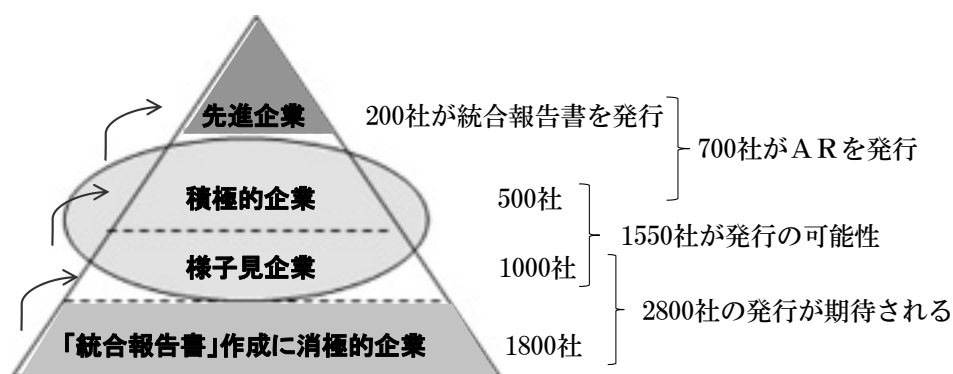 先進企業
200社が統合報告書を発行
700社がＡＲを発行
積極的企業
500社
1550社が発行の可能性
様子見企業
1000社
2800社の発行が期待される
「統合報告書」作成に消極的企業
1800社